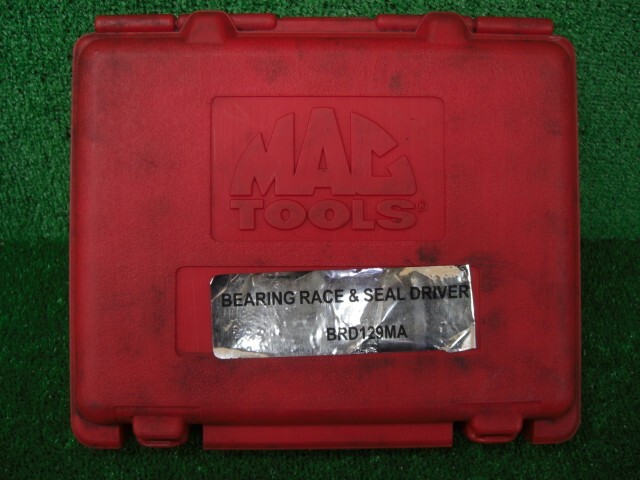 MAC
TOOLS®
BEARING RACE & SEAL DRIVER
BRD129MA